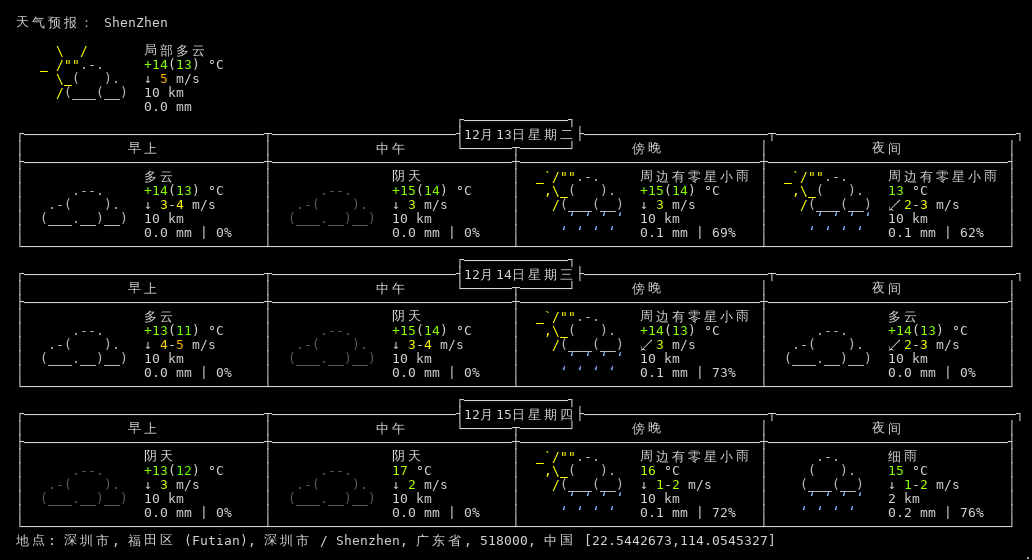 天气预报： ShenZhen
局部多云
+14(13) °C
↓ 5 m/s
10 km
0.0 mm
12月13日星期二
早上 中午 傍晚 夜间
多云 阴天 周边有零星小雨 周边有零星小雨
+14(13) °C +15(14) °C +15(14) °C 13 °C
↓ 3-4 m/s ↓ 3 m/s ↓ 3 m/s ↙ 2-3 m/s
10 km 10 km 10 km 10 km
0.0 mm | 0% 0.0 mm | 0% 0.1 mm | 69% 0.1 mm | 62%
12月14日星期三
早上 中午 傍晚 夜间
多云 阴天 周边有零星小雨 多云
+13(11) °C +15(14) °C +14(13) °C +14(13) °C
↓ 4-5 m/s ↓ 3-4 m/s ↙ 3 m/s ↙ 2-3 m/s
10 km 10 km 10 km 10 km
0.0 mm | 0% 0.0 mm | 0% 0.1 mm | 73% 0.0 mm | 0%
12月15日星期四
早上 中午 傍晚 夜间
阴天 阴天 周边有零星小雨 细雨
+13(12) °C 17 °C 16 °C 15 °C
↓ 3 m/s ↓ 2 m/s ↓ 1-2 m/s ↓ 1-2 m/s
10 km 10 km 10 km 2 km
0.0 mm | 0% 0.0 mm | 0% 0.1 mm | 72% 0.2 mm | 76%
地点: 深圳市, 福田区 (Futian), 深圳市 / Shenzhen, 广东省, 518000, 中国 [22.5442673,114.0545327]